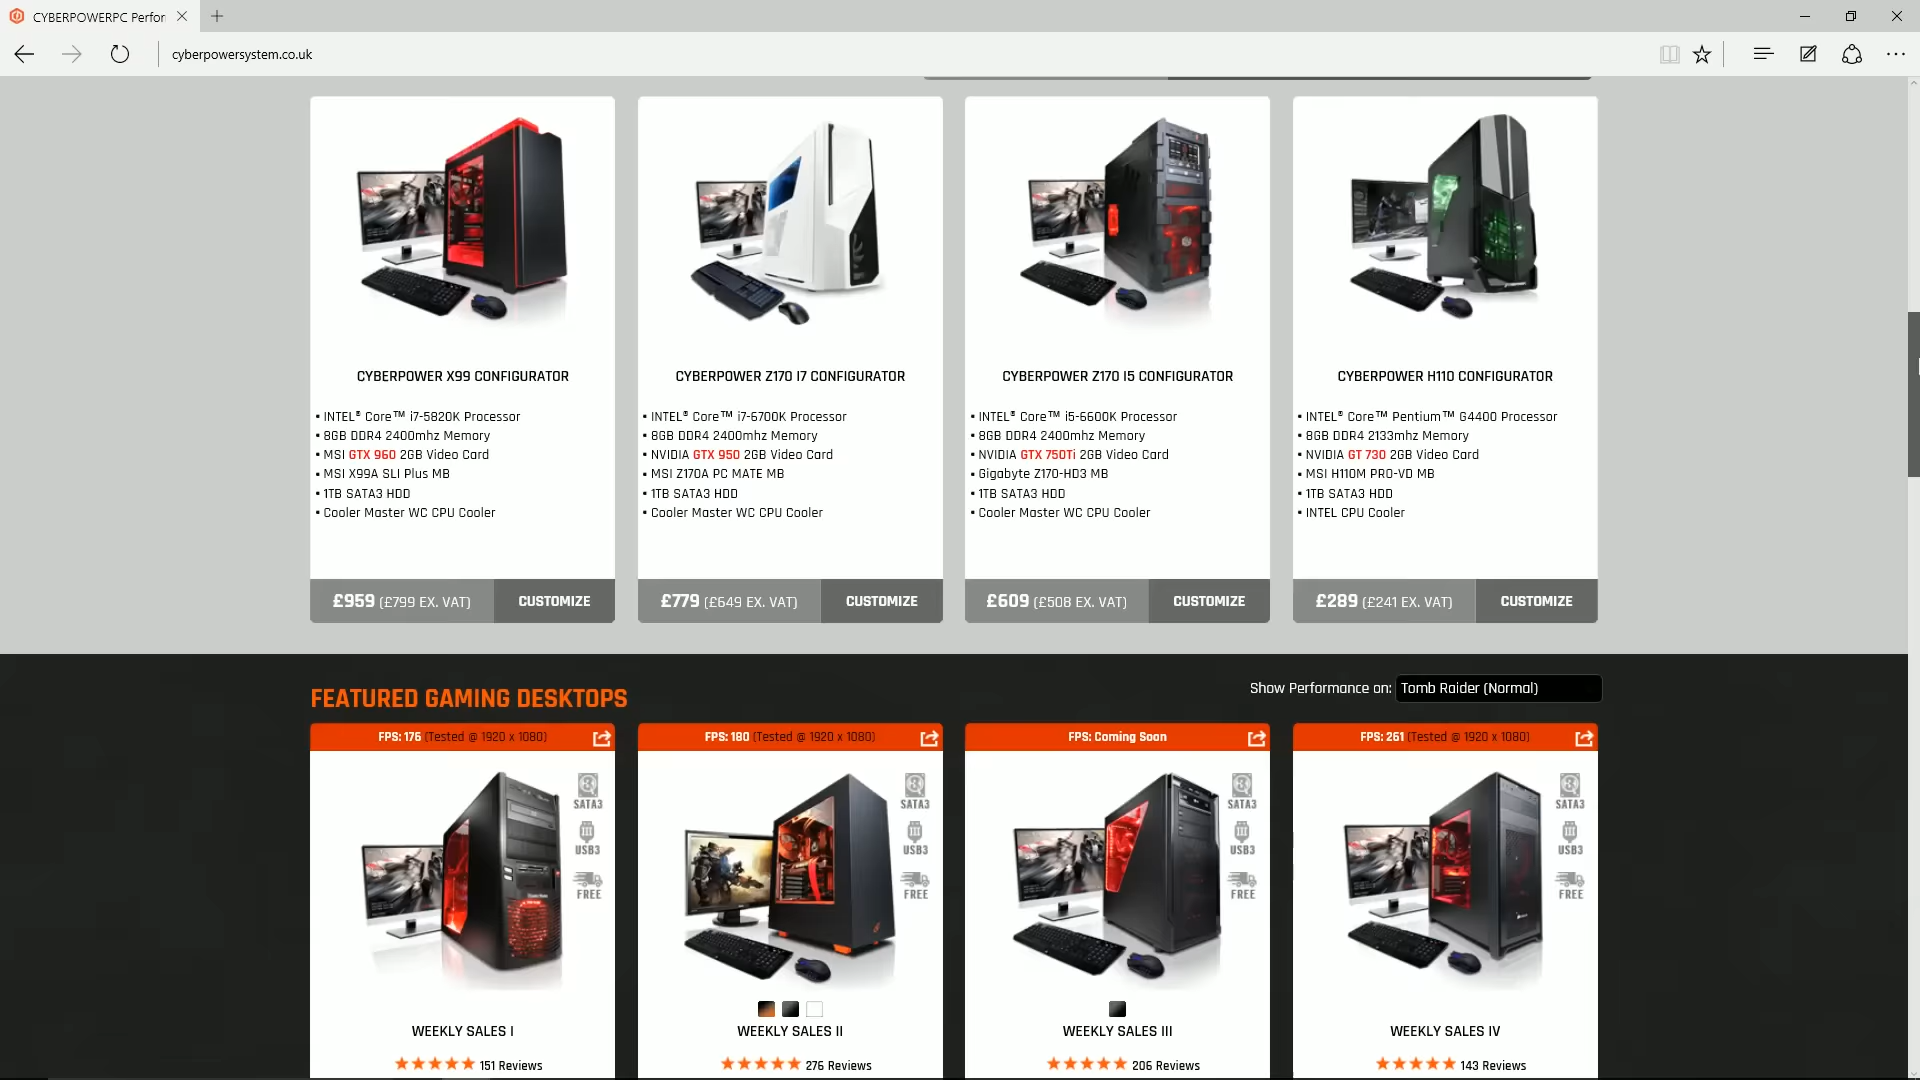 CYBERPOWERPC Perfor
cyberpowersystem.co.uk
CYBERPOWER X99 CONFIGURATOR
▪ INTEL® Core™ i7-5820K Processor
▪ 8GB DDR4 2400mhz Memory
▪ MSI GTX 960 2GB Video Card
▪ MSI X99A SLI Plus MB
▪ 1TB SATA3 HDD
▪ Cooler Master WC CPU Cooler
£959 (£799 EX. VAT)
CUSTOMIZE
CYBERPOWER Z170 I7 CONFIGURATOR
▪ INTEL® Core™ i7-6700K Processor
▪ 8GB DDR4 2400mhz Memory
▪ NVIDIA GTX 950 2GB Video Card
▪ MSI Z170A PC MATE MB
▪ 1TB SATA3 HDD
▪ Cooler Master WC CPU Cooler
£779 (£649 EX. VAT)
CUSTOMIZE
CYBERPOWER Z170 I5 CONFIGURATOR
▪ INTEL® Core™ i5-6600K Processor
▪ 8GB DDR4 2400mhz Memory
▪ NVIDIA GTX 750Ti 2GB Video Card
▪ Gigabyte Z170-HD3 MB
▪ 1TB SATA3 HDD
▪ Cooler Master WC CPU Cooler
£609 (£508 EX. VAT)
CUSTOMIZE
CYBERPOWER H110 CONFIGURATOR
▪ INTEL® Core™ Pentium™ G4400 Processor
▪ 8GB DDR4 2133mhz Memory
▪ NVIDIA GT 730 2GB Video Card
▪ MSI H110M PRO-VD MB
▪ 1TB SATA3 HDD
▪ INTEL CPU Cooler
£289 (£241 EX. VAT)
CUSTOMIZE
FEATURED GAMING DESKTOPS
Show Performance on: Tomb Raider (Normal)
FPS: 176 (Tested @ 1920 x 1080)
SATA3
USB3
FREE
WEEKLY SALES I
151 Reviews
FPS: 180 (Tested @ 1920 x 1080)
SATA3
USB3
FREE
WEEKLY SALES II
276 Reviews
FPS: Coming Soon
SATA3
USB3
FREE
WEEKLY SALES III
206 Reviews
FPS: 261 (Tested @ 1920 x 1080)
SATA3
USB3
FREE
WEEKLY SALES IV
143 Reviews